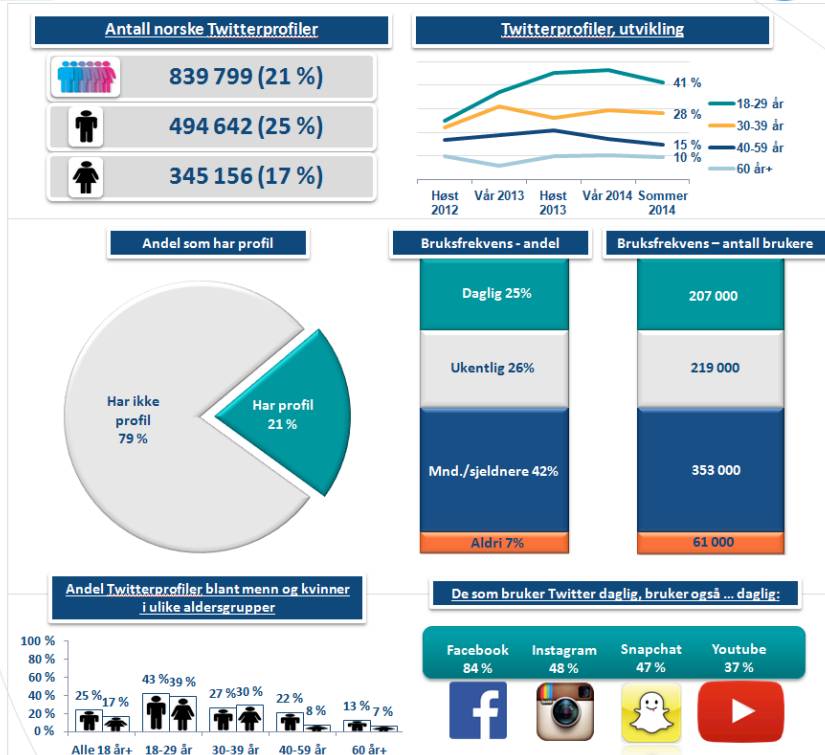 Antall norske Twitterprofiler
839 799 (21 %)
494 642 (25 %)
345 156 (17 %)
Twitterprofiler, utvikling
41 %
28 %
15 %
10 %
18-29 år
30-39 år
40-59 år
60 år+
Høst 2012
Vår 2013
Høst 2013
Vår 2014
Sommer 2014
Andel som har profil
Har ikke
profil
79 %
Har profil
21 %
Bruksfrekvens - andel
Daglig 25%
Ukentlig 26%
Mnd./sjeldnere 42%
Aldri 7%
Bruksfrekvens – antall brukere
207 000
219 000
353 000
61 000
Andel Twitterprofiler blant menn og kvinner
i ulike aldersgrupper
100 %
80 %
60 %
40 %
20 %
0 %
25 % 17 %
43 % 39 %
27 % 30 %
22 % 8 %
13 % 7 %
Alle 18 år+
18-29 år
30-39 år
40-59 år
60 år+
De som bruker Twitter daglig, bruker også ... daglig:
Facebook
84 %
Instagram
48 %
Snapchat
47 %
Youtube
37 %